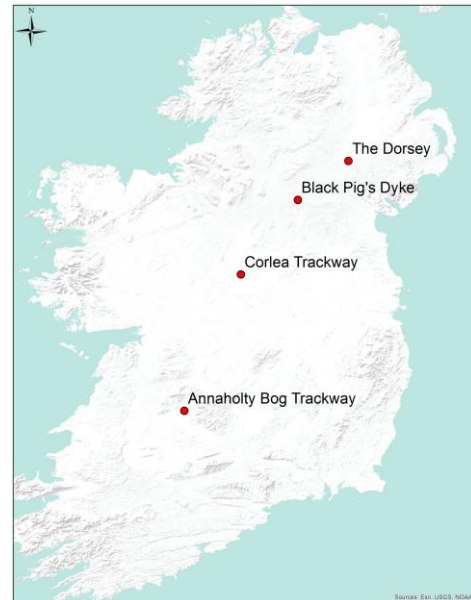 N
The Dorsey
Black Pig's Dyke
Corlea Trackway
Annaholty Bog Trackway
Sources: Esri, USGS, NOAA